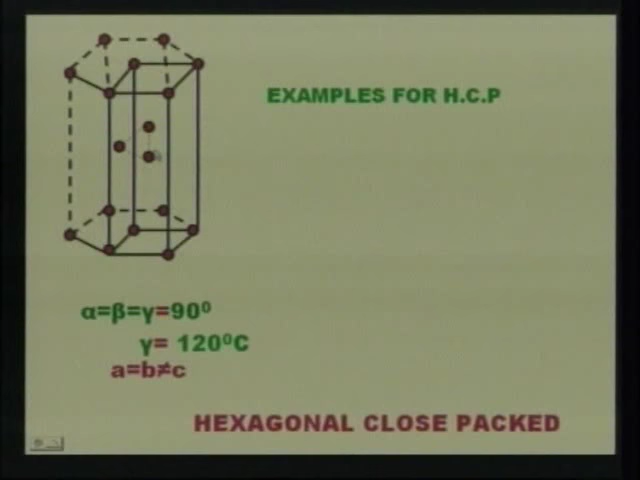 EXAMPLES FOR H.C.P
α=β=γ=90⁰
γ= 120⁰C
a=b≠c
HEXAGONAL CLOSE PACKED